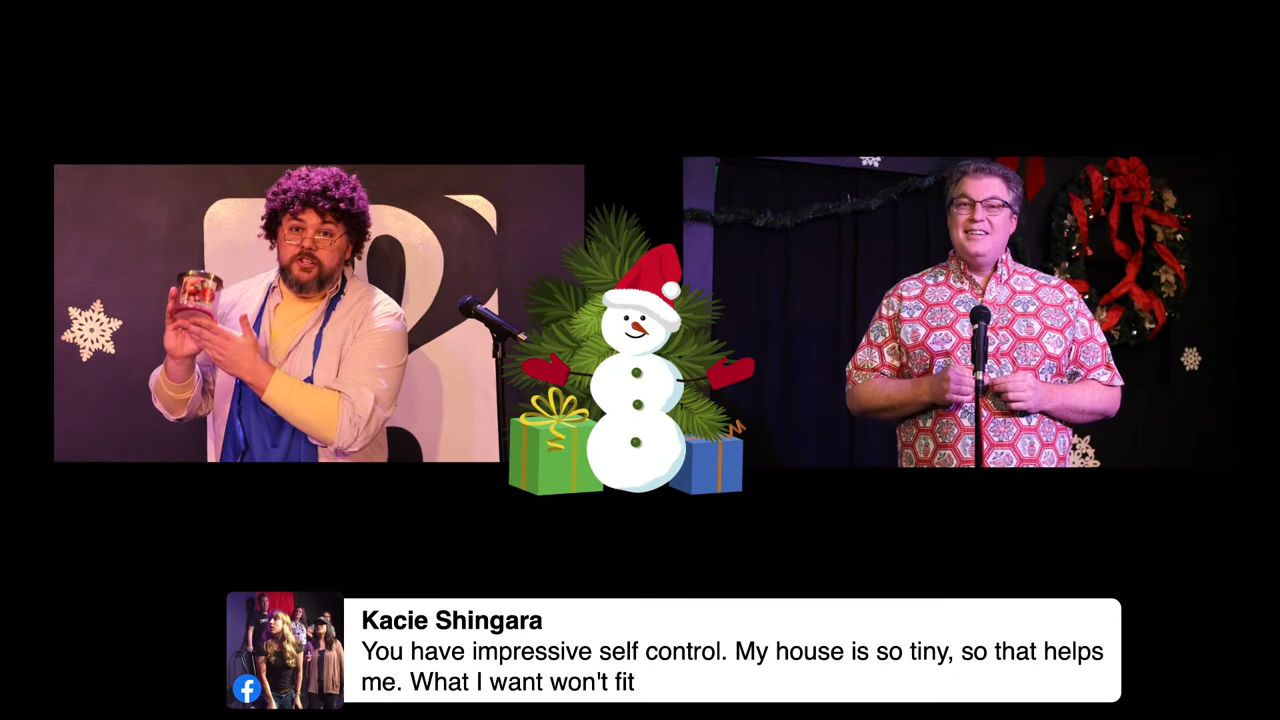 Kacie Shingara
You have impressive self control. My house is so tiny, so that helps
me. What I want won't fit